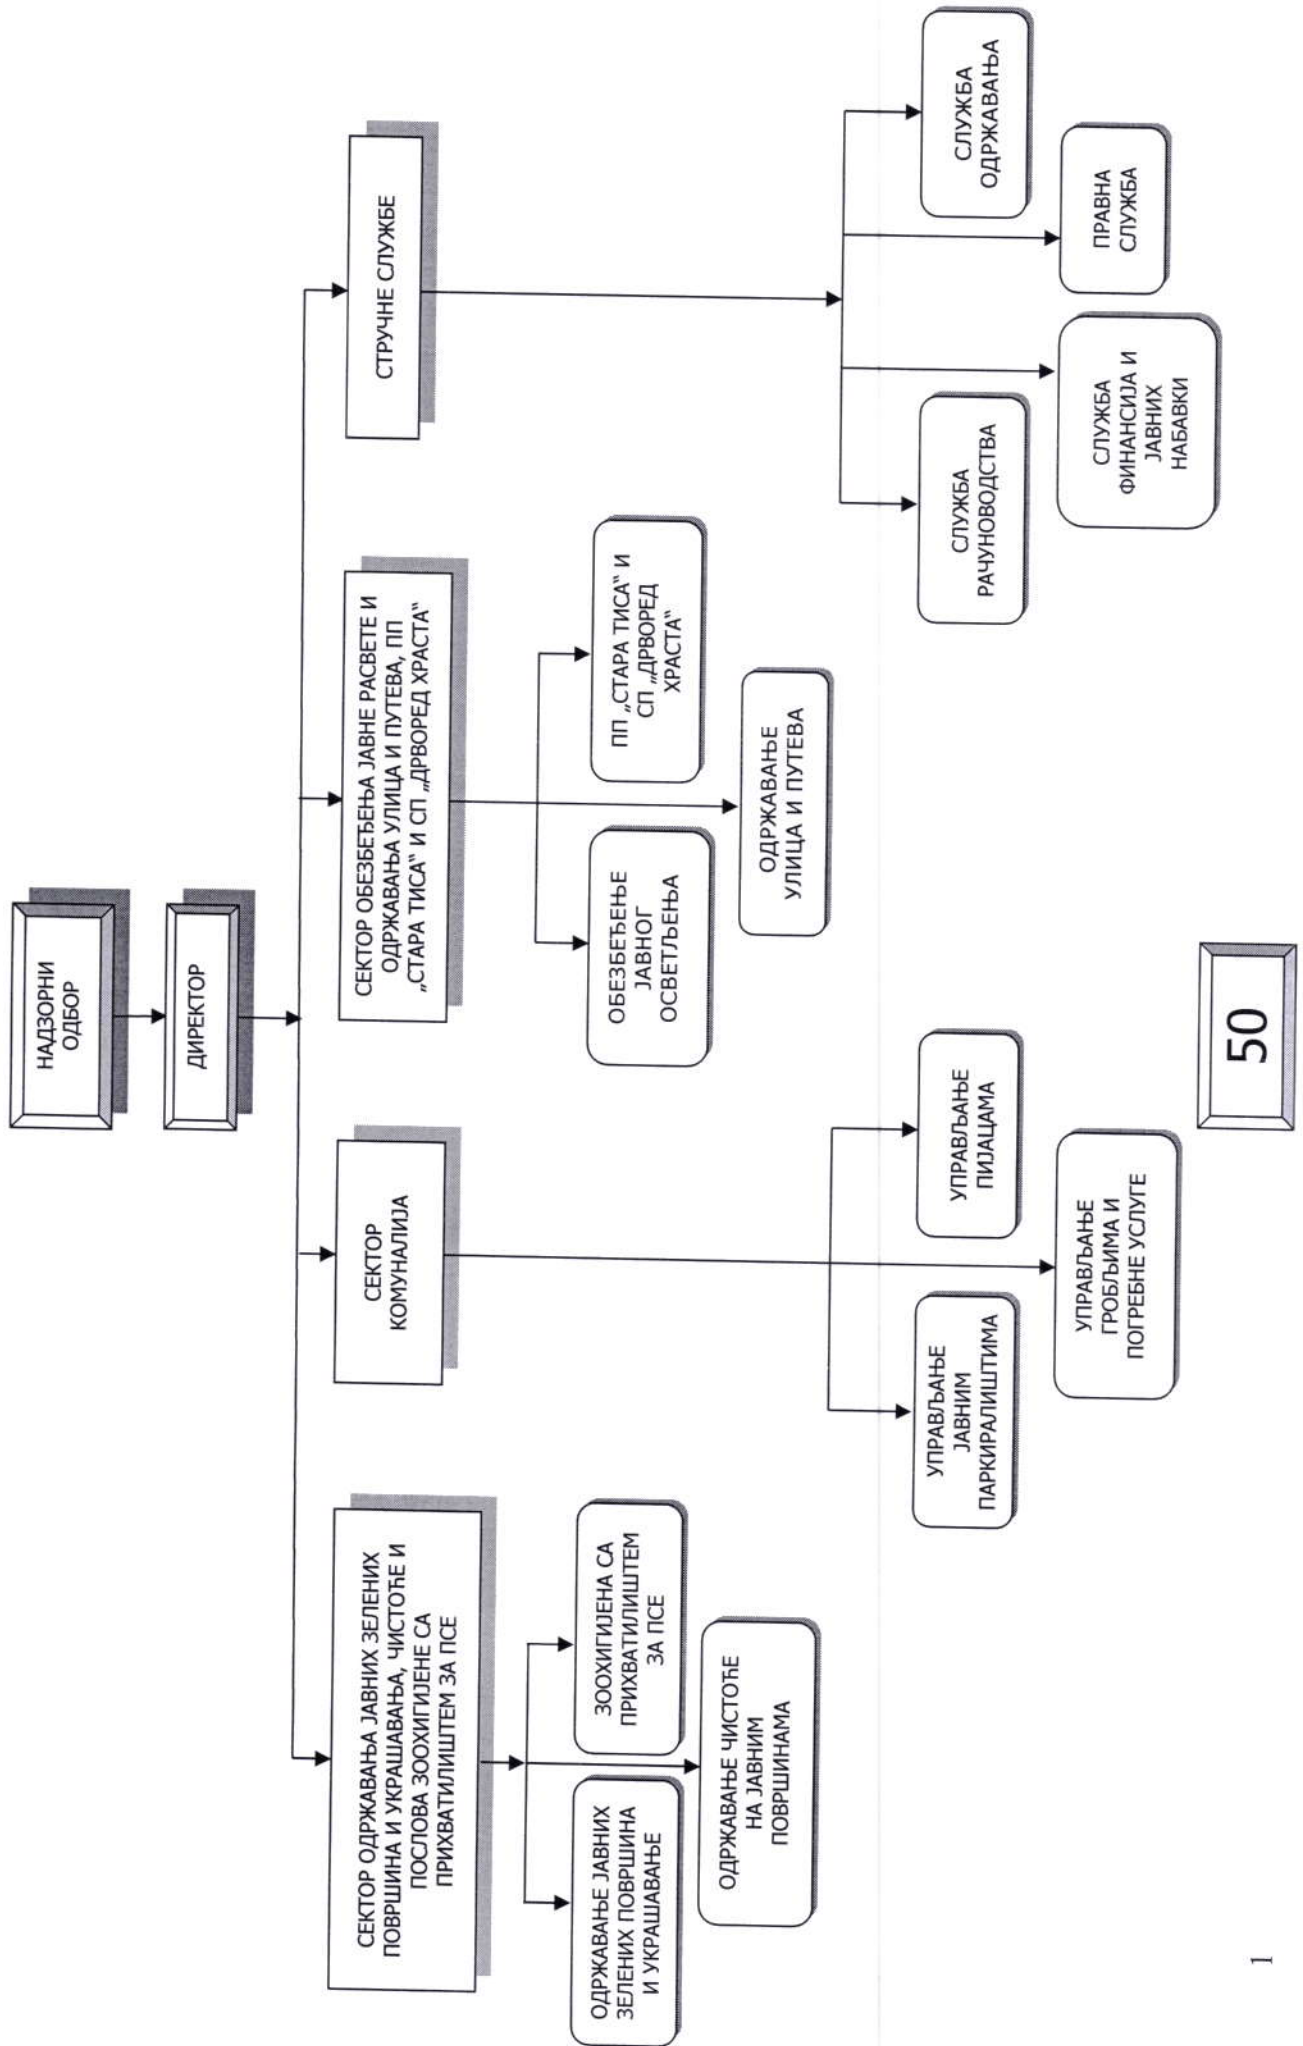 НАДЗОРНИ
ОДБОР
ДИРЕКТОР
СЕКТОР ОДРЖАВАЊА ЈАВНИХ ЗЕЛЕНИХ
ПОВРШИНА И УКРАШАВАЊА, ЧИСТОЋЕ И
ПОСЛОВА ЗООХИГИЈЕНЕ СА
ПРИХВАТИЛИШТЕМ ЗА ПСЕ
СЕКТОР
КОМУНАЛИЈА
СЕКТОР ОБЕЗБЕЂЕЊА ЈАВНЕ РАСВЕТЕ И
ОДРЖАВАЊА УЛИЦА И ПУТЕВА, ПП
„СТАРА ТИСА“ И СП „ДРВОРЕД ХРАСТА“
СТРУЧНЕ СЛУЖБЕ
ОДРЖАВАЊЕ ЈАВНИХ
ЗЕЛЕНИХ ПОВРШИНА
И УКРАШАВАЊЕ
ЗООХИГИЈЕНА СА
ПРИХВАТИЛИШТЕМ
ЗА ПСЕ
ОДРЖАВАЊЕ ЧИСТОЋЕ
НА ЈАВНИМ
ПОВРШИНАМА
УПРАВЉАЊЕ
ЈАВНИМ
ПАРКИРАЛИШТИМА
УПРАВЉАЊЕ
ПИЈАЦАМА
УПРАВЉАЊЕ
ГРОБЉИМА И
ПОГРЕБНЕ УСЛУГЕ
ОБЕЗБЕЂЕЊЕ
ЈАВНОГ
ОСВЕТЉЕЊА
ПП „СТАРА ТИСА“ И
СП „ДРВОРЕД
ХРАСТА“
ОДРЖАВАЊЕ
УЛИЦА И ПУТЕВА
СЛУЖБА
РАЧУНОВОДСТВА
СЛУЖБА
ФИНАНСИЈА И
ЈАВНИХ
НАБАВКИ
ПРАВНА
СЛУЖБА
СЛУЖБА
ОДРЖАВАЊА
50
1